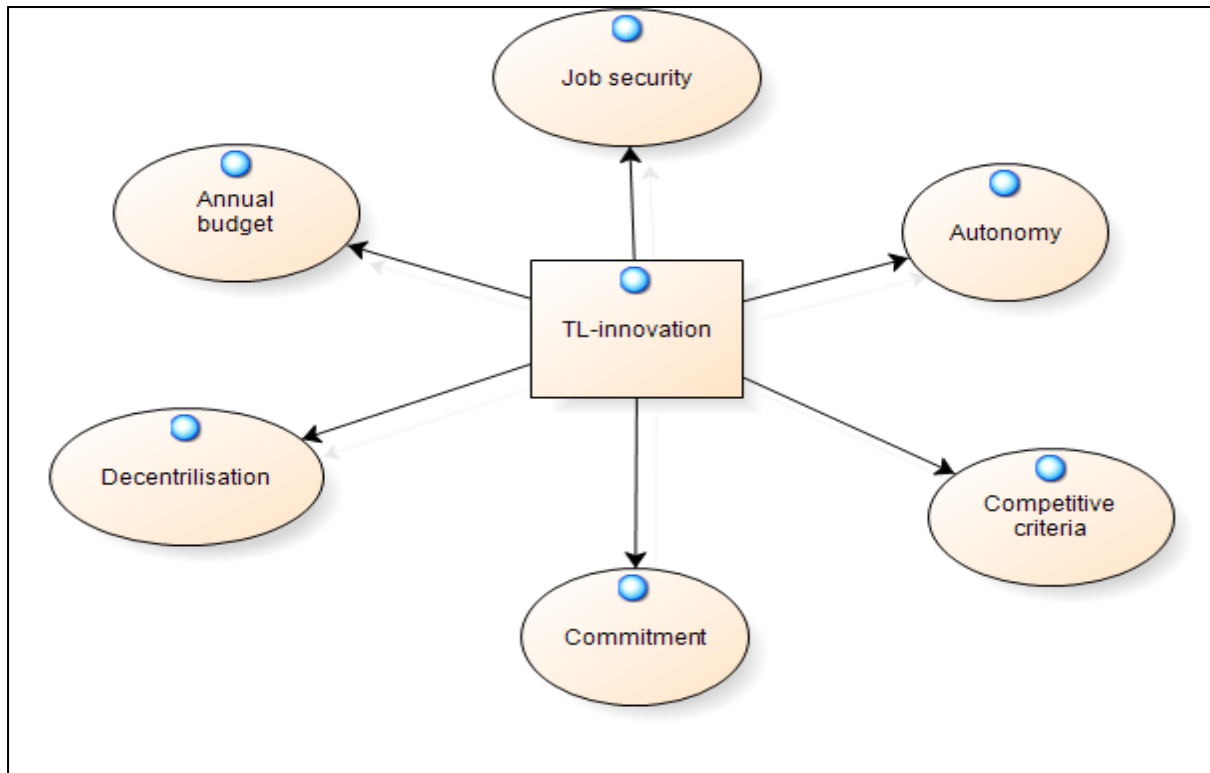 Job security
Annual
budget
Autonomy
TL-innovation
Decentrilisation
Competitive
criteria
Commitment